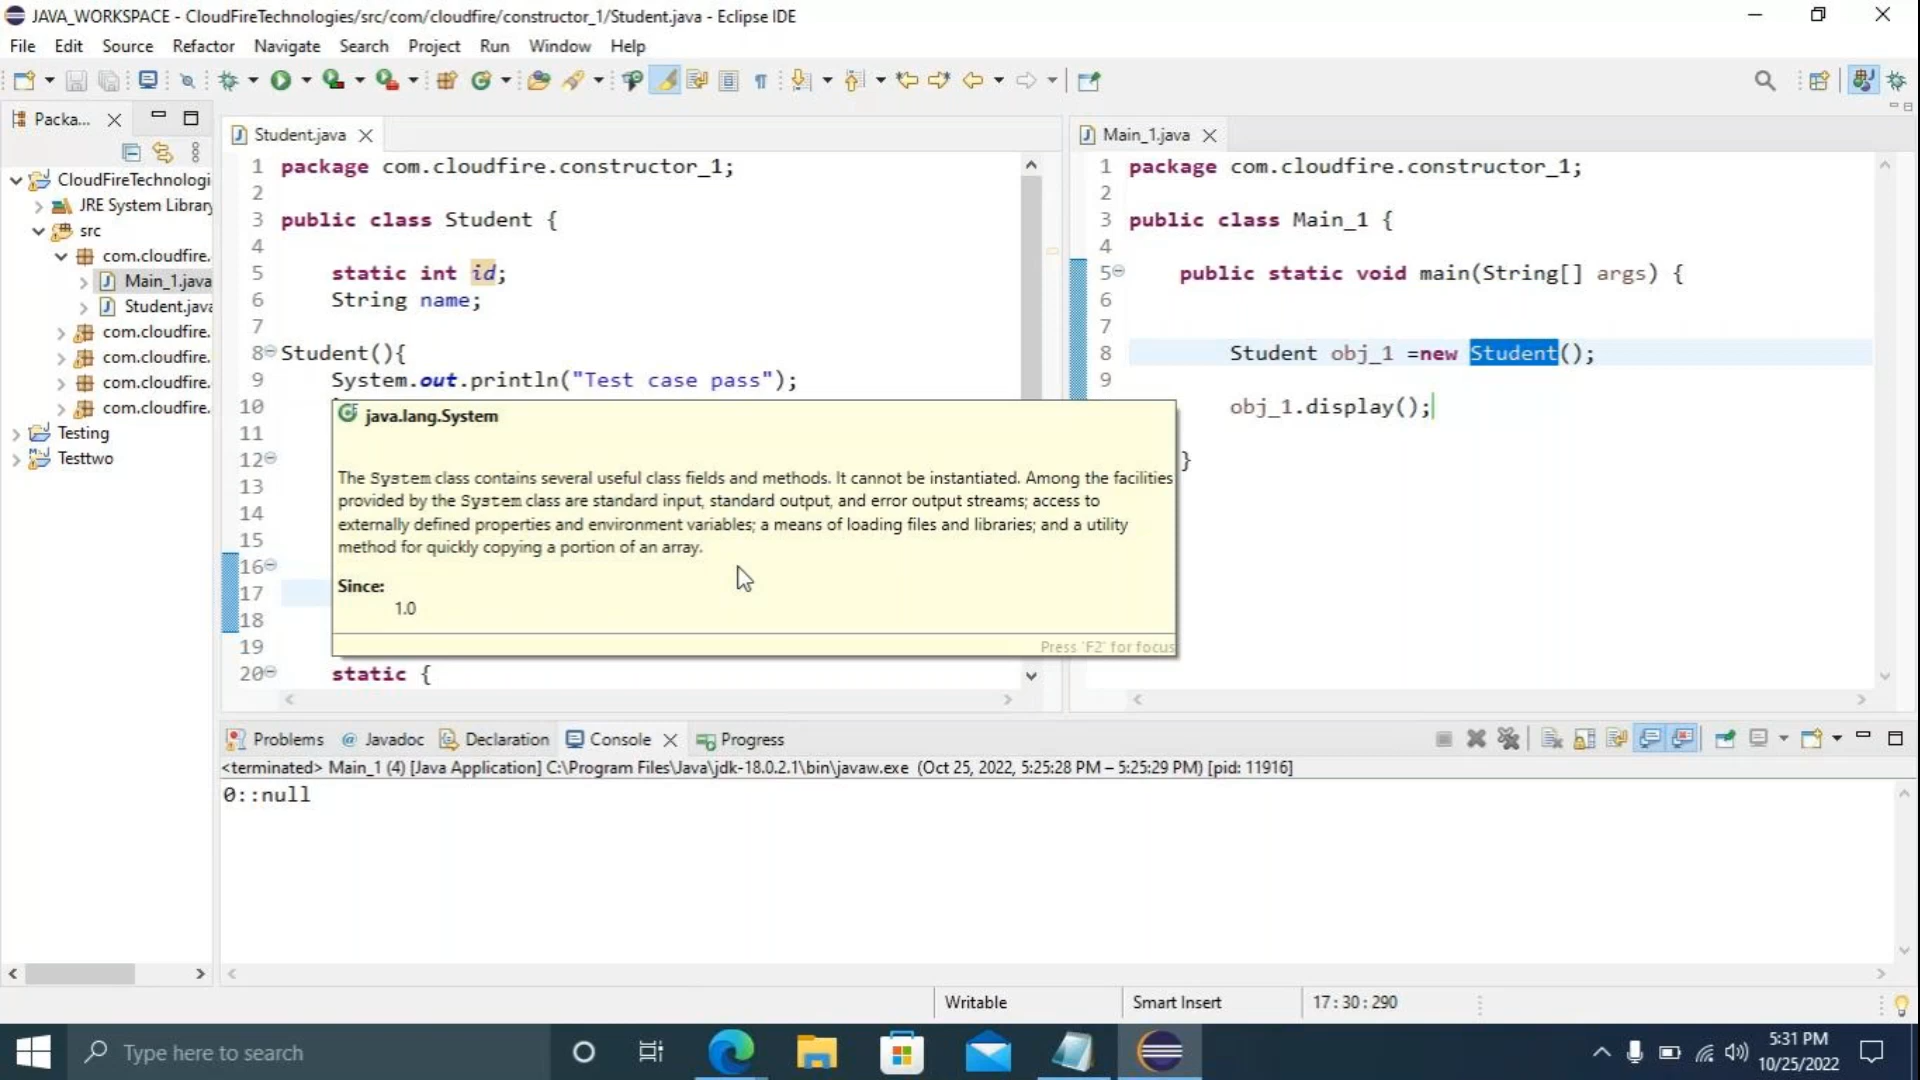 JAVA_WORKSPACE - CloudFireTechnologies/src/com/cloudfire/constructor_1/Student.java - Eclipse IDE
File Edit Source Refactor Navigate Search Project Run Window Help
Packa...
CloudFireTechnologi
JRE System Library
src
com.cloudfire.
Main_1.java
Student.java
com.cloudfire.
com.cloudfire.
com.cloudfire.
com.cloudfire.
Testing
Testtwo
Student.java
1 package com.cloudfire.constructor_1;
2
3 public class Student {
4
5 static int id;
6 String name;
7
8 Student(){
9 System.out.println("Test case pass");
10
11
12
13
14
15
16
17
18
19
20 static {
java.lang.System
The System class contains several useful class fields and methods. It cannot be instantiated. Among the facilities
provided by the System class are standard input, standard output, and error output streams; access to
externally defined properties and environment variables; a means of loading files and libraries; and a utility
method for quickly copying a portion of an array.
Since:
1.0
Press 'F2' for focus
Main_1.java
1 package com.cloudfire.constructor_1;
2
3 public class Main_1 {
4
5 public static void main(String[] args) {
6
7
8 Student obj_1 =new Student();
9
obj_1.display();
}
Problems @ Javadoc Declaration Console Progress
<terminated> Main_1 (4) [Java Application] C:\Program Files\Java\jdk-18.0.2.1\bin\javaw.exe (Oct 25, 2022, 5:25:28 PM – 5:25:29 PM) [pid: 11916]
0::null
Writable Smart Insert 17 : 30 : 290
Type here to search
5:31 PM
10/25/2022